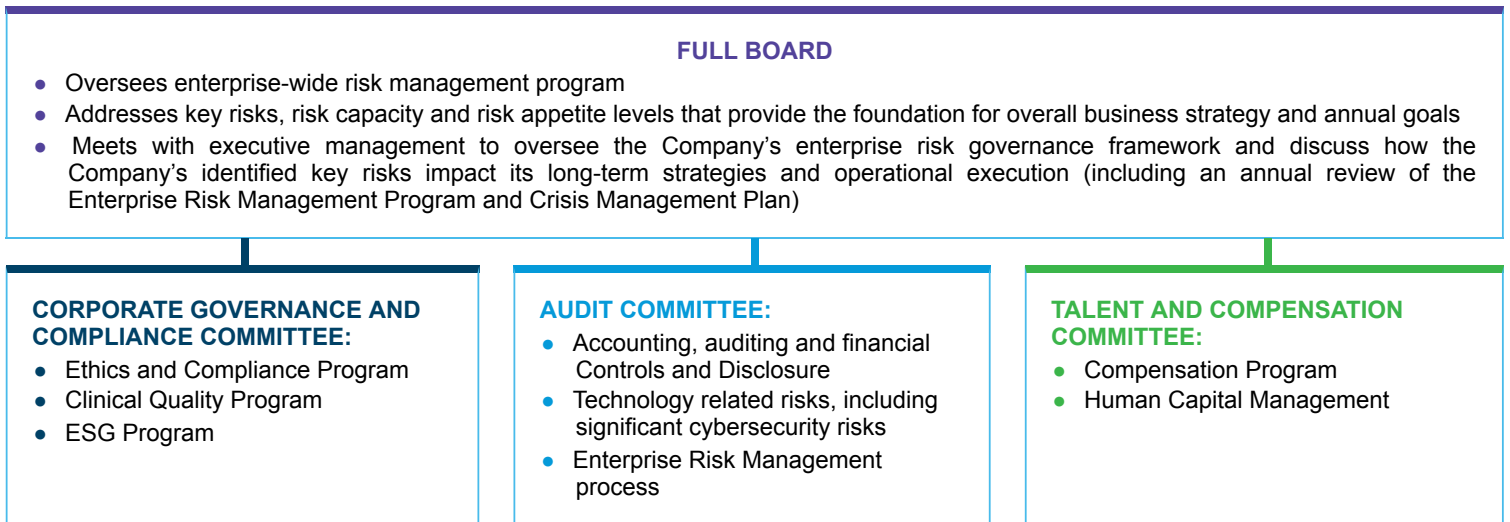 FULL BOARD
● Oversees enterprise-wide risk management program
● Addresses key risks, risk capacity and risk appetite levels that provide the foundation for overall business strategy and annual goals
● Meets with executive management to oversee the Company’s enterprise risk governance framework and discuss how the
Company’s identified key risks impact its long-term strategies and operational execution (including an annual review of the
Enterprise Risk Management Program and Crisis Management Plan)
CORPORATE GOVERNANCE AND
COMPLIANCE COMMITTEE:
● Ethics and Compliance Program
● Clinical Quality Program
● ESG Program
AUDIT COMMITTEE:
● Accounting, auditing and financial
Controls and Disclosure
● Technology related risks, including
significant cybersecurity risks
● Enterprise Risk Management
process
TALENT AND COMPENSATION
COMMITTEE:
● Compensation Program
● Human Capital Management